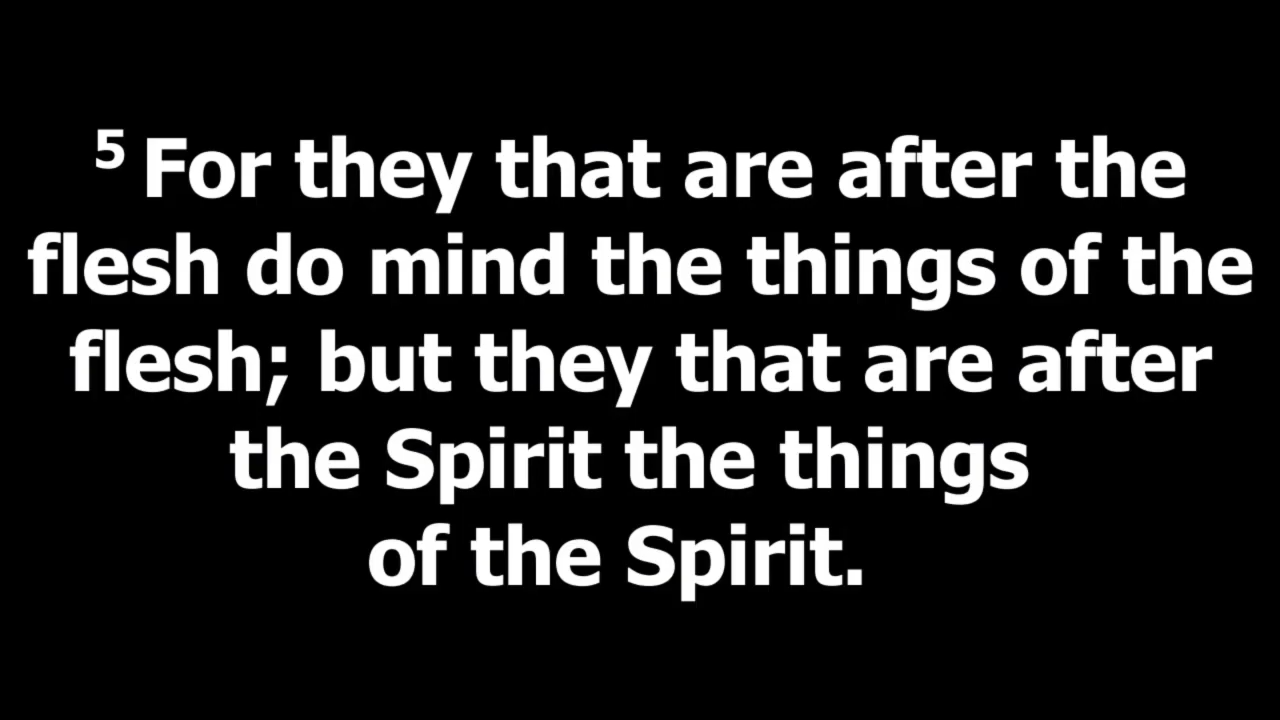 5 For they that are after the
flesh do mind the things of the
flesh; but they that are after
the Spirit the things
of the Spirit.